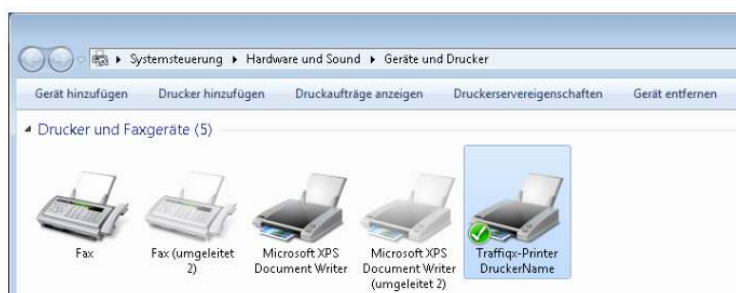 Systemsteuerung ▸ Hardware und Sound ▸ Geräte und Drucker
Gerät hinzufügen Drucker hinzufügen Druckaufträge anzeigen Druckerservereigenschaften Gerät entfernen
Drucker und Faxgeräte (5)
Fax
Fax (umgeleitet
2)
Microsoft XPS
Document Writer
Microsoft XPS
Document Writer
(umgeleitet 2)
Traffiqx-Printer
DruckerName